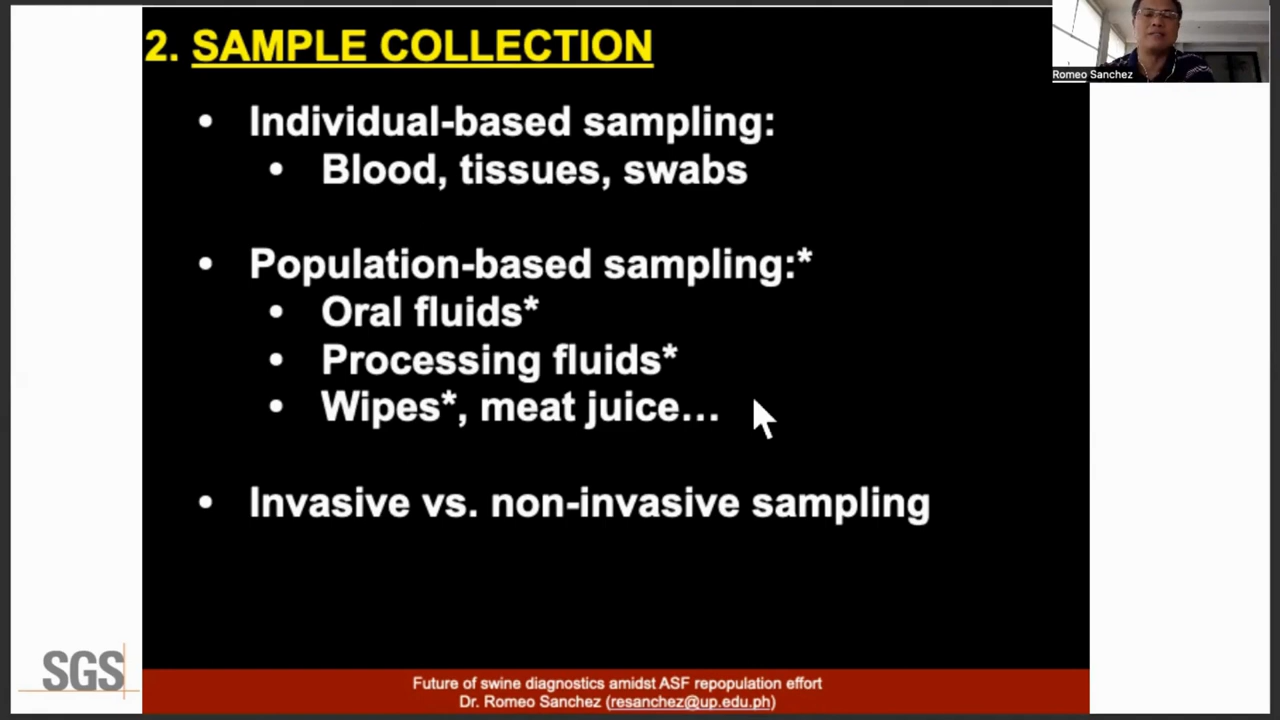 2. SAMPLE COLLECTION
Romeo Sanchez
• Individual-based sampling:
• Blood, tissues, swabs
• Population-based sampling:*
• Oral fluids*
• Processing fluids*
• Wipes*, meat juice…
• Invasive vs. non-invasive sampling
SGS
Future of swine diagnostics amidst ASF repopulation effort
Dr. Romeo Sanchez (resanchez@up.edu.ph)